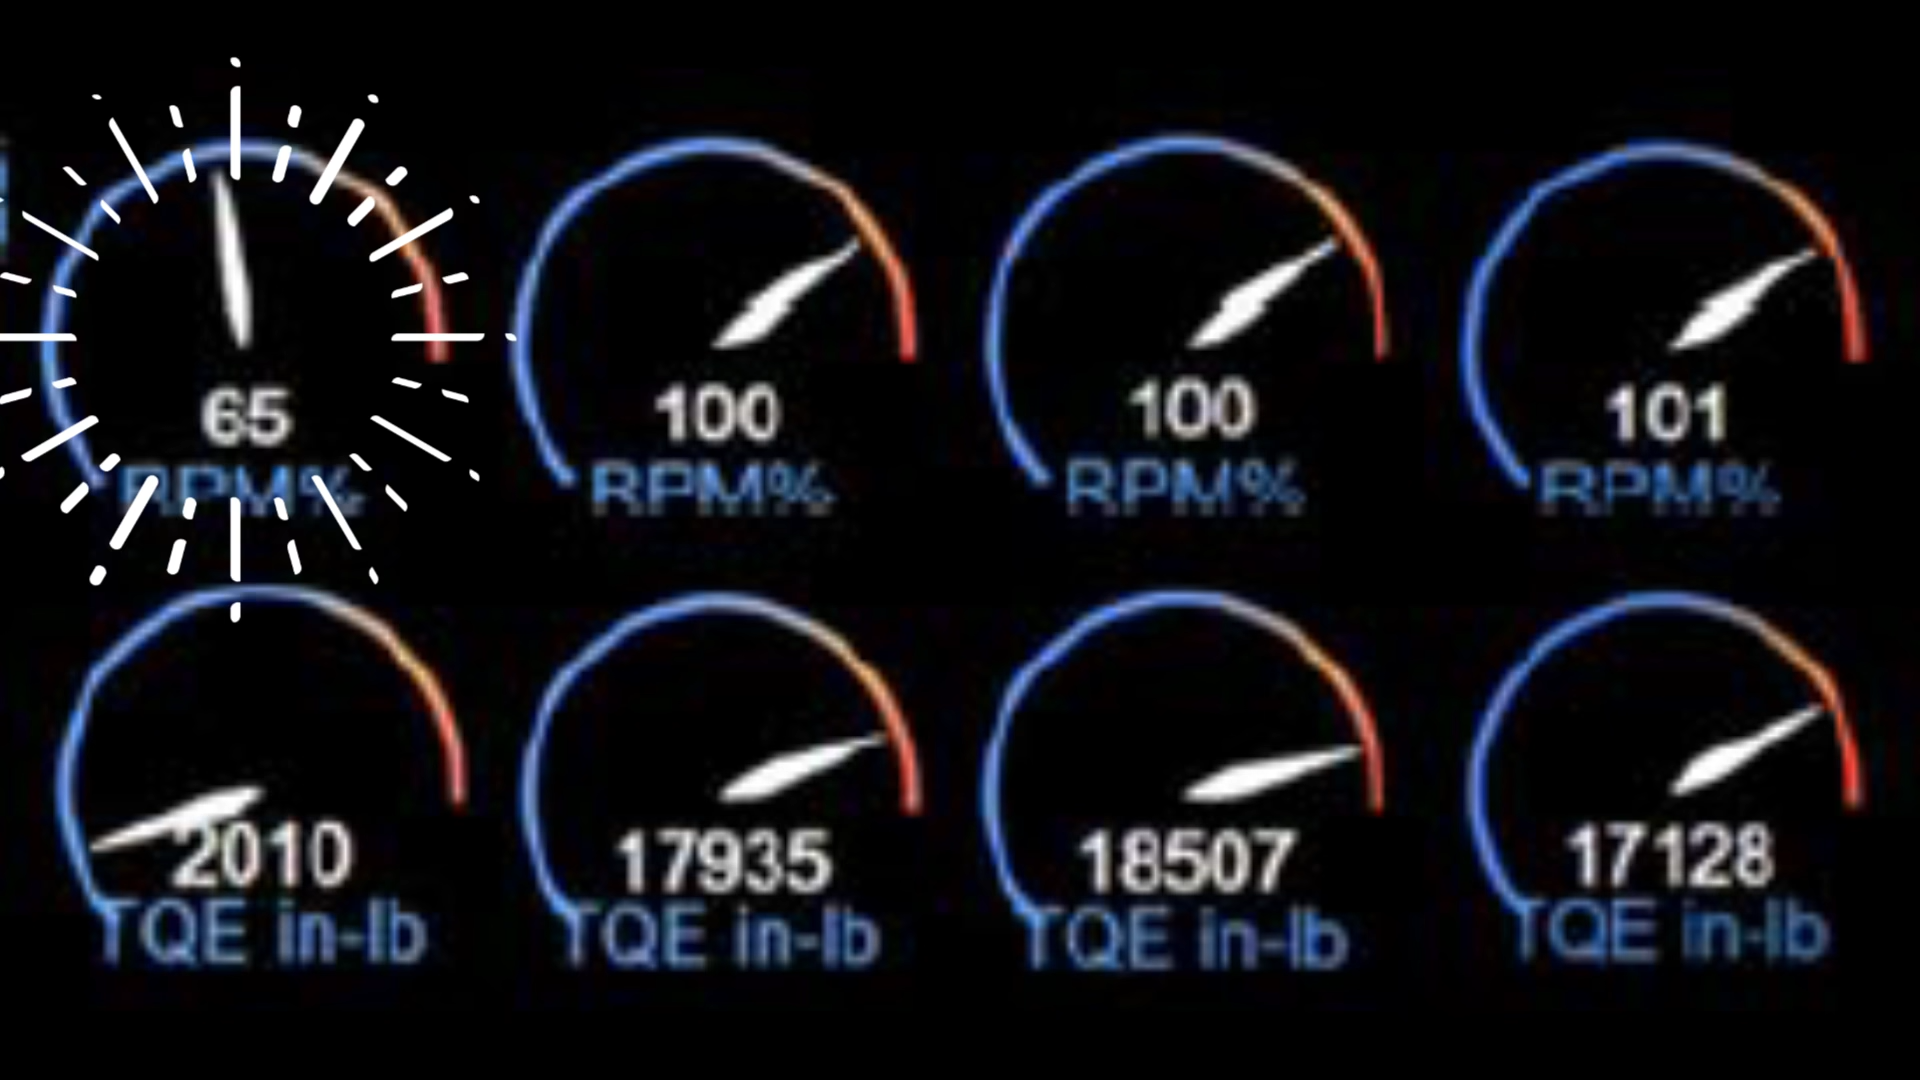 65 100 100 101
RPM% RPM% RPM% RPM%
2010 17935 18507 17128
TQE in-lb TQE in-lb TQE in-lb TQE in-lb